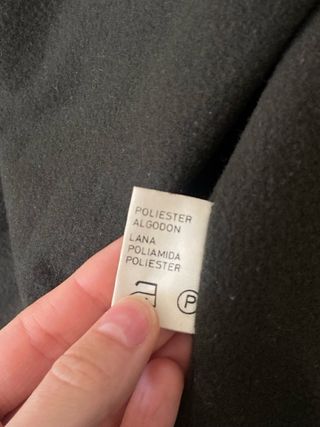 POLIESTER
ALGODON
LANA
POLIAMIDA
POLIESTER
P